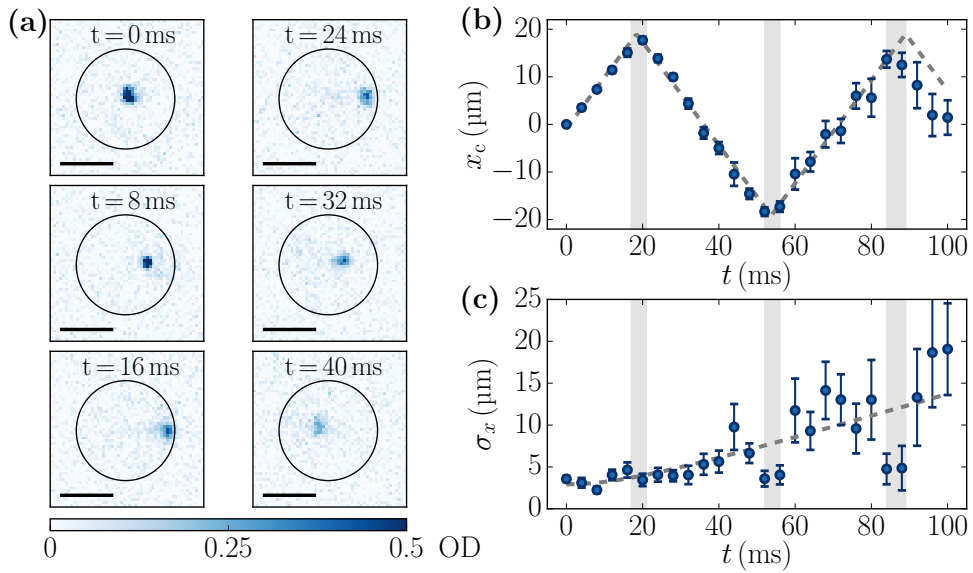 (a)
t = 0 ms
t = 24 ms
t = 8 ms
t = 32 ms
t = 16 ms
t = 40 ms
0
0.25
0.5
OD
(b)
20
10
0
−10
−20
x_c (µm)
0
20
40
60
80
100
t (ms)
(c)
25
20
15
10
5
0
σ_x (µm)
0
20
40
60
80
100
t (ms)